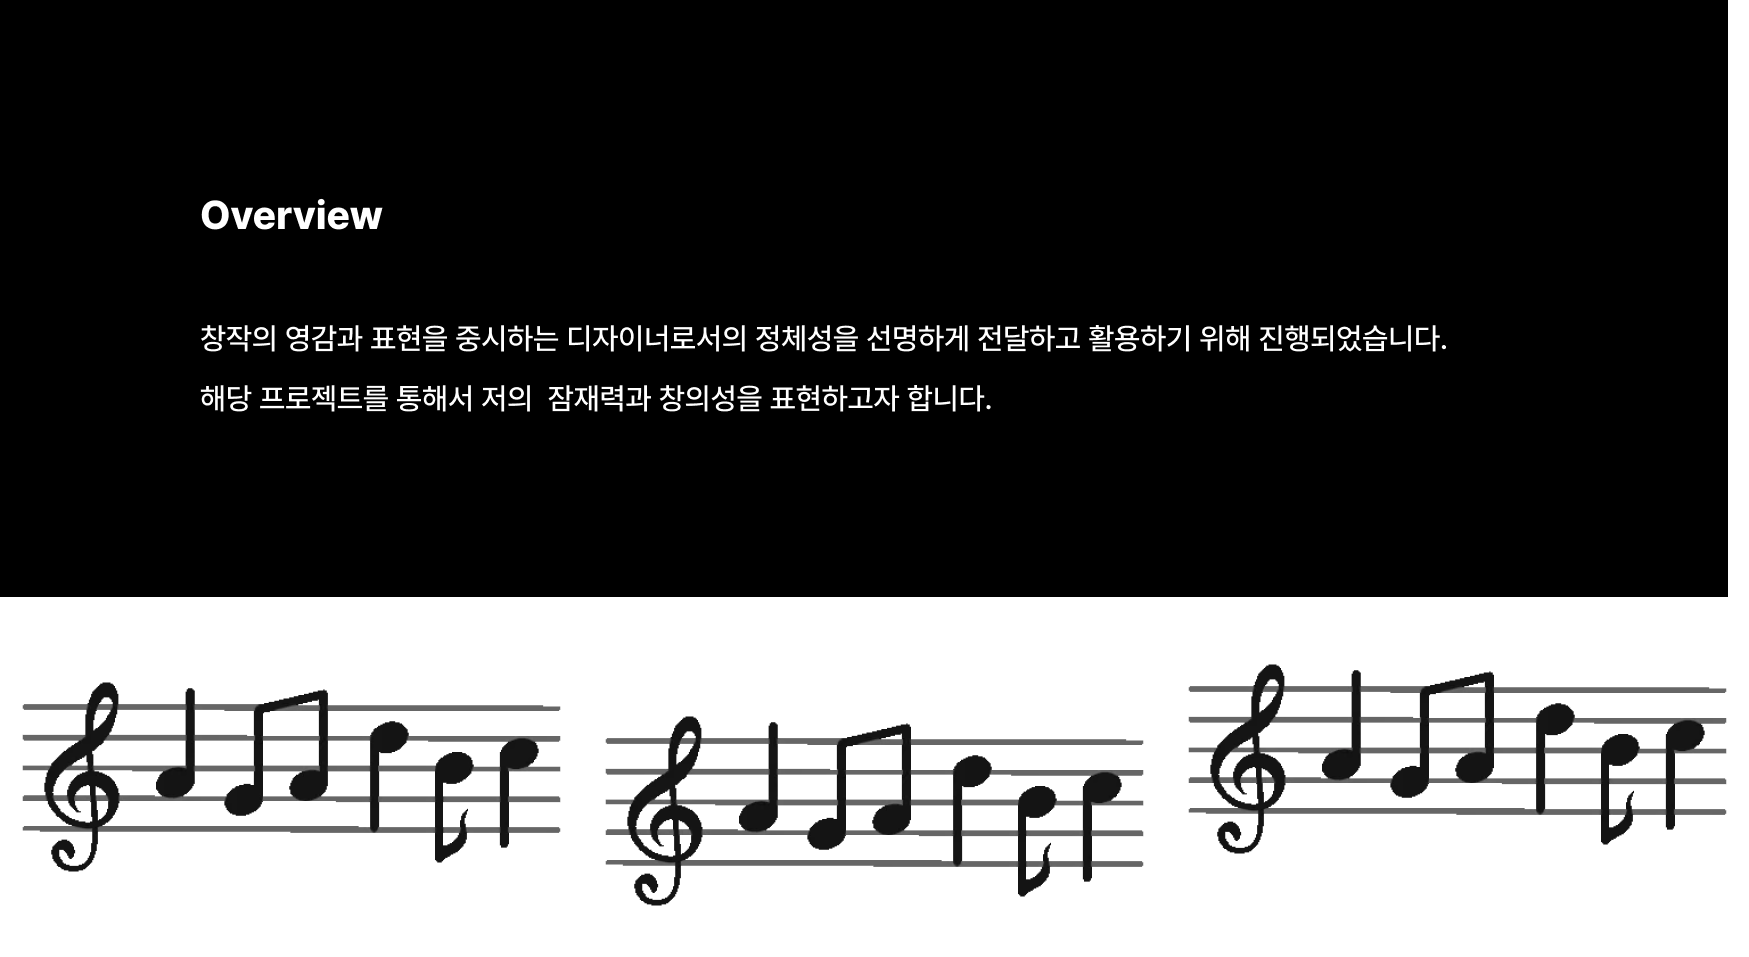 Overview
창작의 영감과 표현을 중시하는 디자이너로서의 정체성을 선명하게 전달하고 활용하기 위해 진행되었습니다.
해당 프로젝트를 통해서 저의  잠재력과 창의성을 표현하고자 합니다.